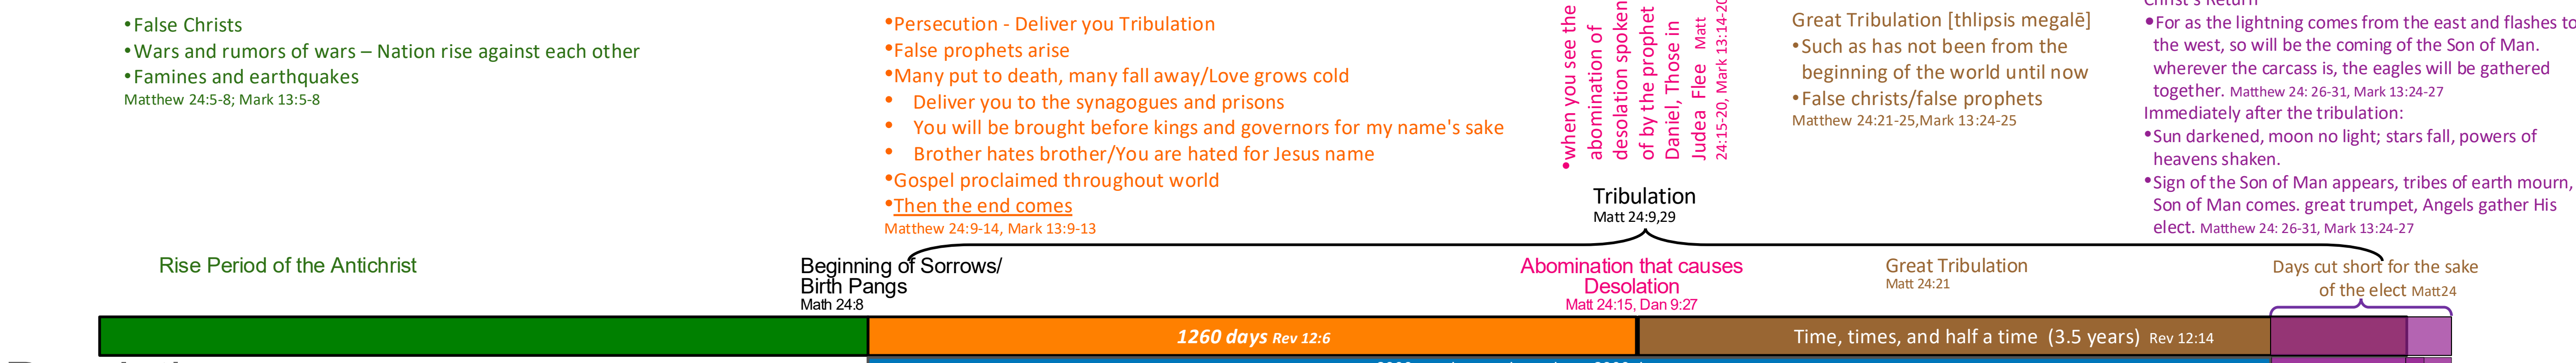 •False Christs
•Wars and rumors of wars – Nation rise against each other
•Famines and earthquakes
Matthew 24:5-8; Mark 13:5-8
•Persecution - Deliver you Tribulation
•False prophets arise
•Many put to death, many fall away/Love grows cold
• Deliver you to the synagogues and prisons
• You will be brought before kings and governors for my name's sake
• Brother hates brother/You are hated for Jesus name
•Gospel proclaimed throughout world
•Then the end comes
Matthew 24:9-14, Mark 13:9-13
•when you see the
abomination of
desolation spoken
of by the prophet
Daniel, Those in
Judea Flee Matt
24:15-20, Mark 13:14-20
Great Tribulation [thlipsis megalē]
•Such as has not been from the
beginning of the world until now
•False christs/false prophets
Matthew 24:21-25,Mark 13:24-25
Christ's Return
•For as the lightning comes from the east and flashes to
the west, so will be the coming of the Son of Man.
wherever the carcass is, the eagles will be gathered
together. Matthew 24: 26-31, Mark 13:24-27
Immediately after the tribulation:
•Sun darkened, moon no light; stars fall, powers of
heavens shaken.
•Sign of the Son of Man appears, tribes of earth mourn,
Son of Man comes. great trumpet, Angels gather His
elect. Matthew 24: 26-31, Mark 13:24-27
Tribulation
Matt 24:9,29
Rise Period of the Antichrist
Beginning of Sorrows/
Birth Pangs
Math 24:8
Abomination that causes
Desolation
Matt 24:15, Dan 9:27
Great Tribulation
Matt 24:21
Days cut short for the sake
of the elect Matt24
1260 days Rev 12:6
Time, times, and half a time (3.5 years) Rev 12:14